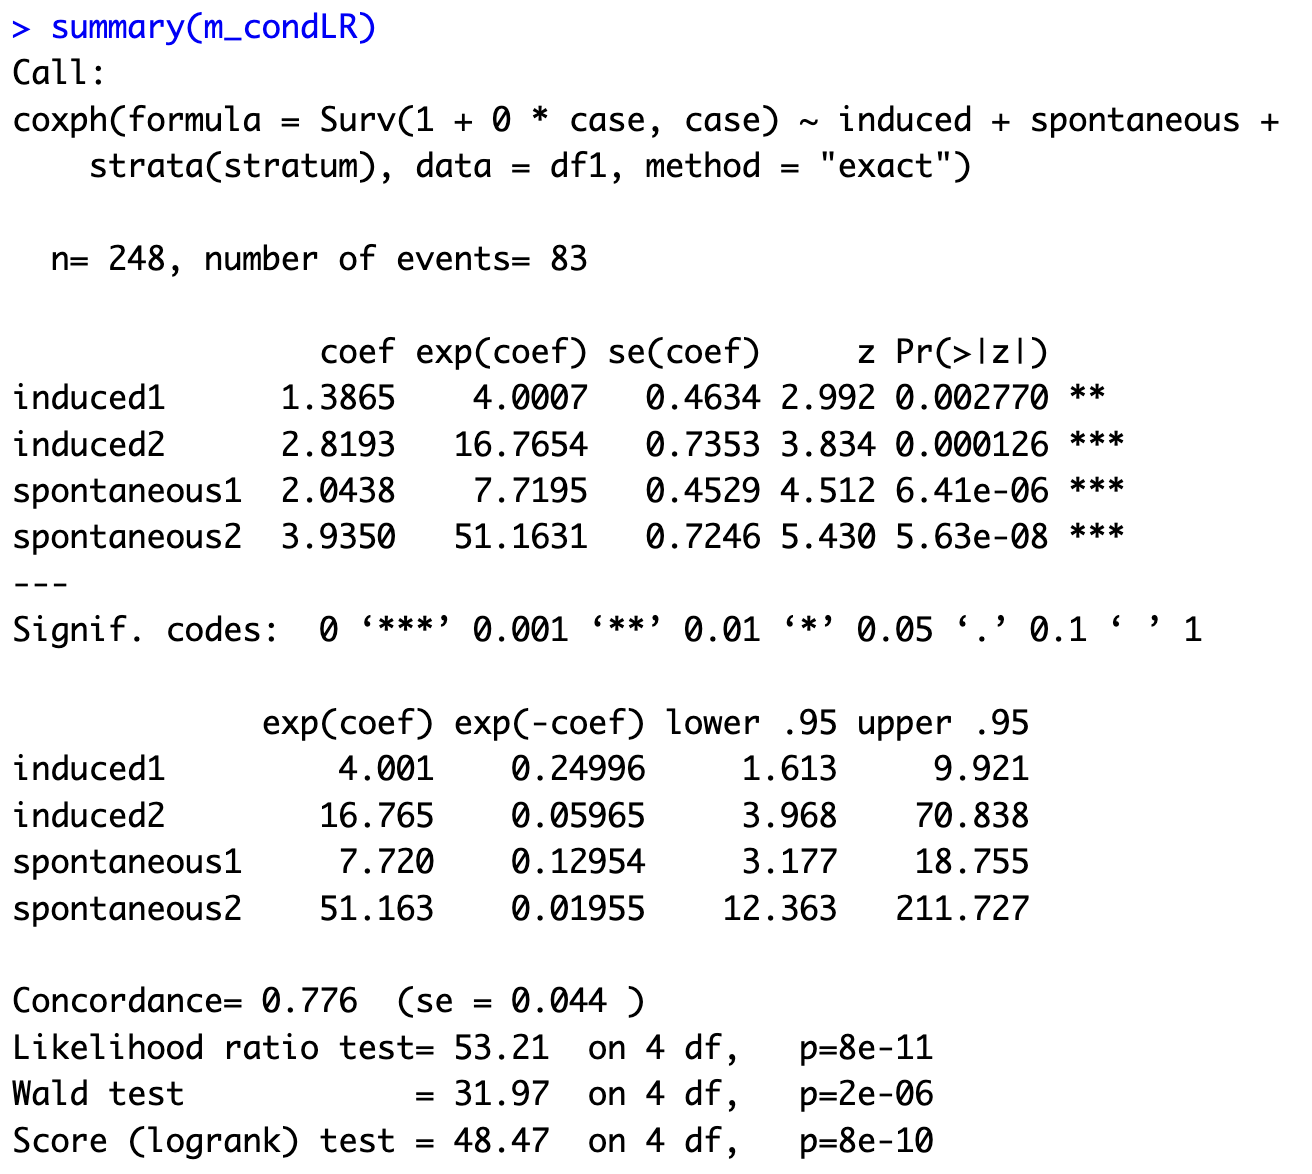 > summary(m_condLR)
Call:
coxph(formula = Surv(1 + 0 * case, case) ~ induced + spontaneous +
    strata(stratum), data = df1, method = "exact")

  n= 248, number of events= 83

                coef exp(coef) se(coef)     z Pr(>|z|)
induced1      1.3865    4.0007   0.4634 2.992 0.002770 **
induced2      2.8193   16.7654   0.7353 3.834 0.000126 ***
spontaneous1  2.0438    7.7195   0.4529 4.512 6.41e-06 ***
spontaneous2  3.9350   51.1631   0.7246 5.430 5.63e-08 ***
---
Signif. codes:  0 ‘***’ 0.001 ‘**’ 0.01 ‘*’ 0.05 ‘.’ 0.1 ‘ ’ 1

             exp(coef) exp(-coef) lower .95 upper .95
induced1         4.001    0.24996     1.613     9.921
induced2        16.765    0.05965     3.968    70.838
spontaneous1     7.720    0.12954     3.177    18.755
spontaneous2    51.163    0.01955    12.363   211.727

Concordance= 0.776  (se = 0.044 )
Likelihood ratio test= 53.21  on 4 df,   p=8e-11
Wald test            = 31.97  on 4 df,   p=2e-06
Score (logrank) test = 48.47  on 4 df,   p=8e-10